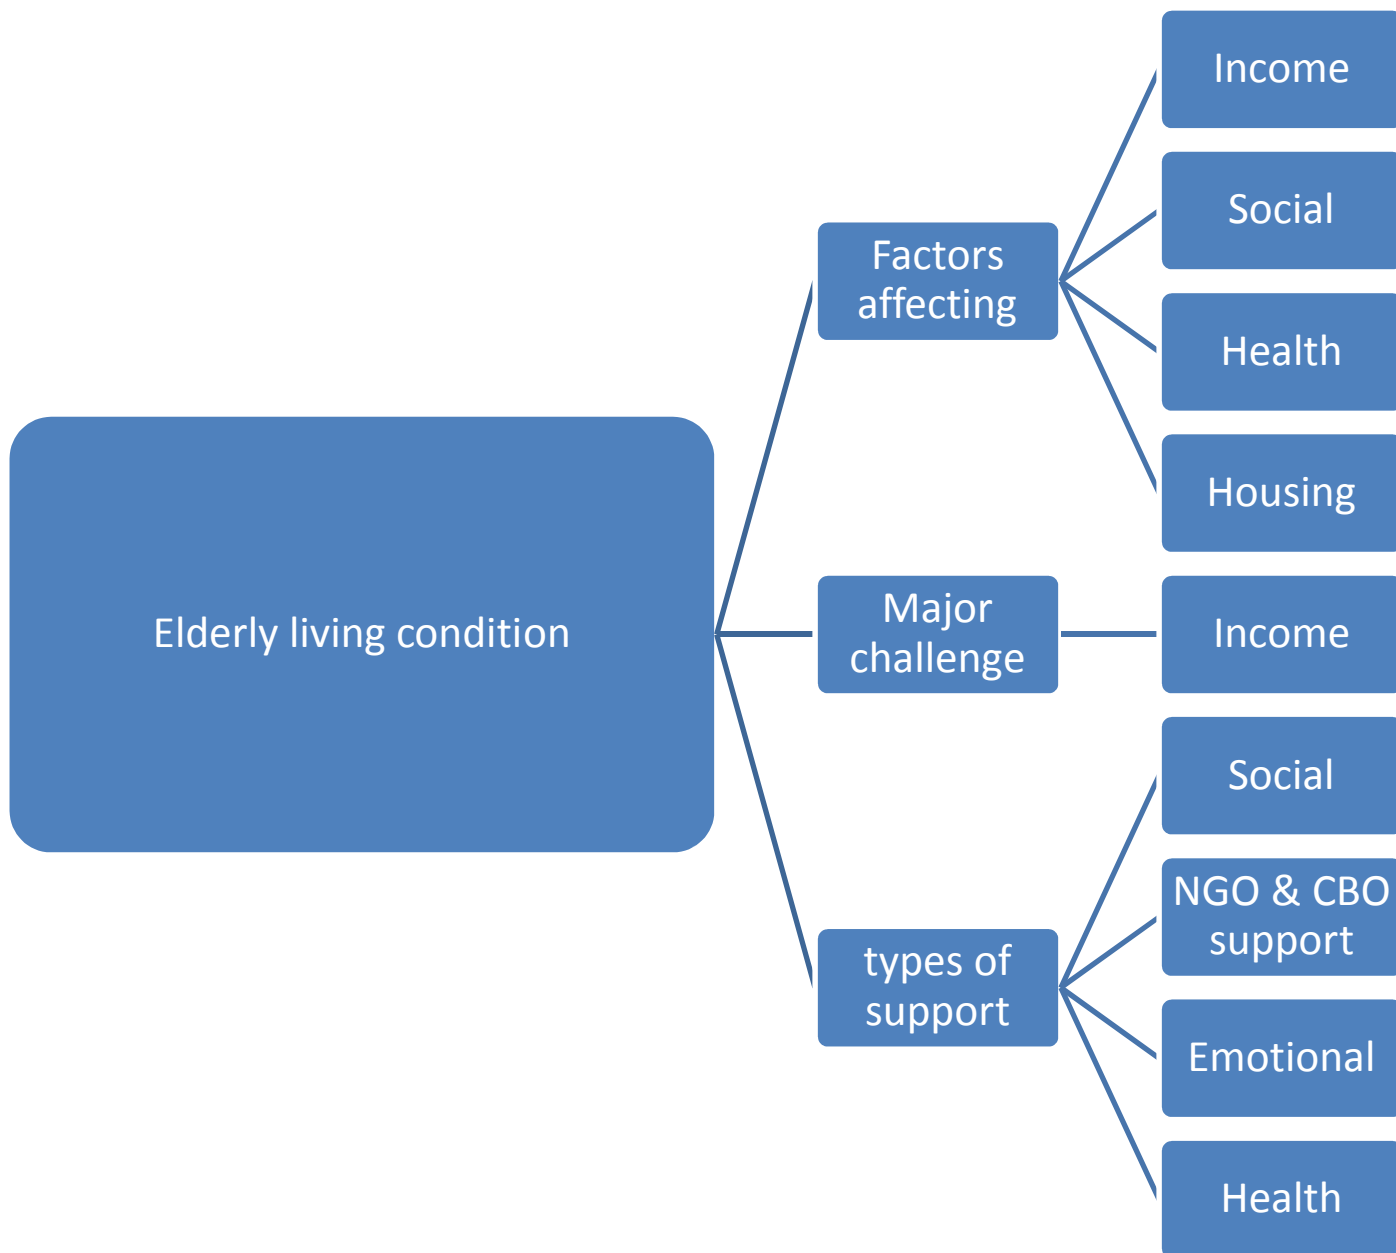 Elderly living condition
Factors
affecting
Income
Social
Health
Housing
Major
challenge
Income
types of
support
Social
NGO & CBO
support
Emotional
Health